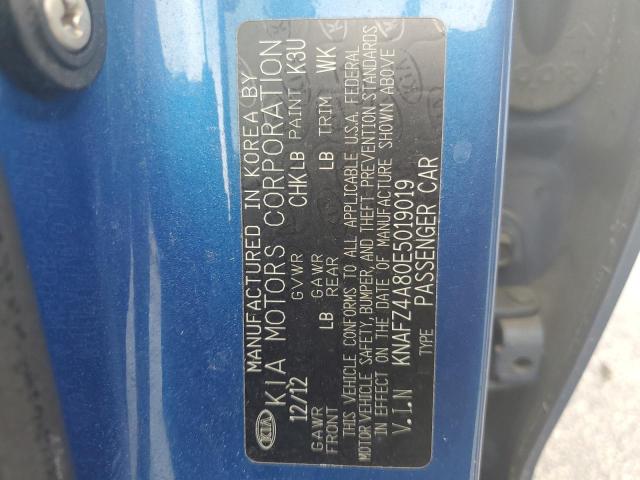 KIA
MANUFACTURED IN KOREA BY
KIA MOTORS CORPORATION
12/12 GVWR CHK LB PAINT K3U
GAWR FRONT LB GAWR REAR LB TRIM WK
THIS VEHICLE CONFORMS TO ALL APPLICABLE U.S.A. FEDERAL
MOTOR VEHICLE SAFETY, BUMPER, AND THEFT PREVENTION STANDARDS
IN EFFECT ON THE DATE OF MANUFACTURE SHOWN ABOVE
V.I.N KNAFZ4A80E5019019
TYPE PASSENGER CAR